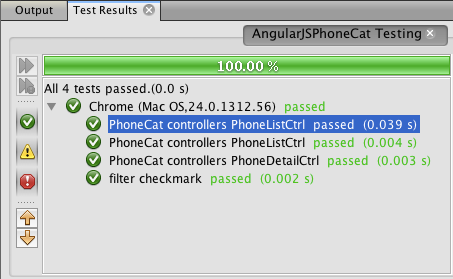 Output Test Results
AngularJSPhoneCat Testing
100.00 %
All 4 tests passed.(0.0 s)
Chrome (Mac OS,24.0.1312.56) passed
PhoneCat controllers PhoneListCtrl passed (0.039 s)
PhoneCat controllers PhoneListCtrl passed (0.004 s)
PhoneCat controllers PhoneDetailCtrl passed (0.003 s)
filter checkmark passed (0.002 s)